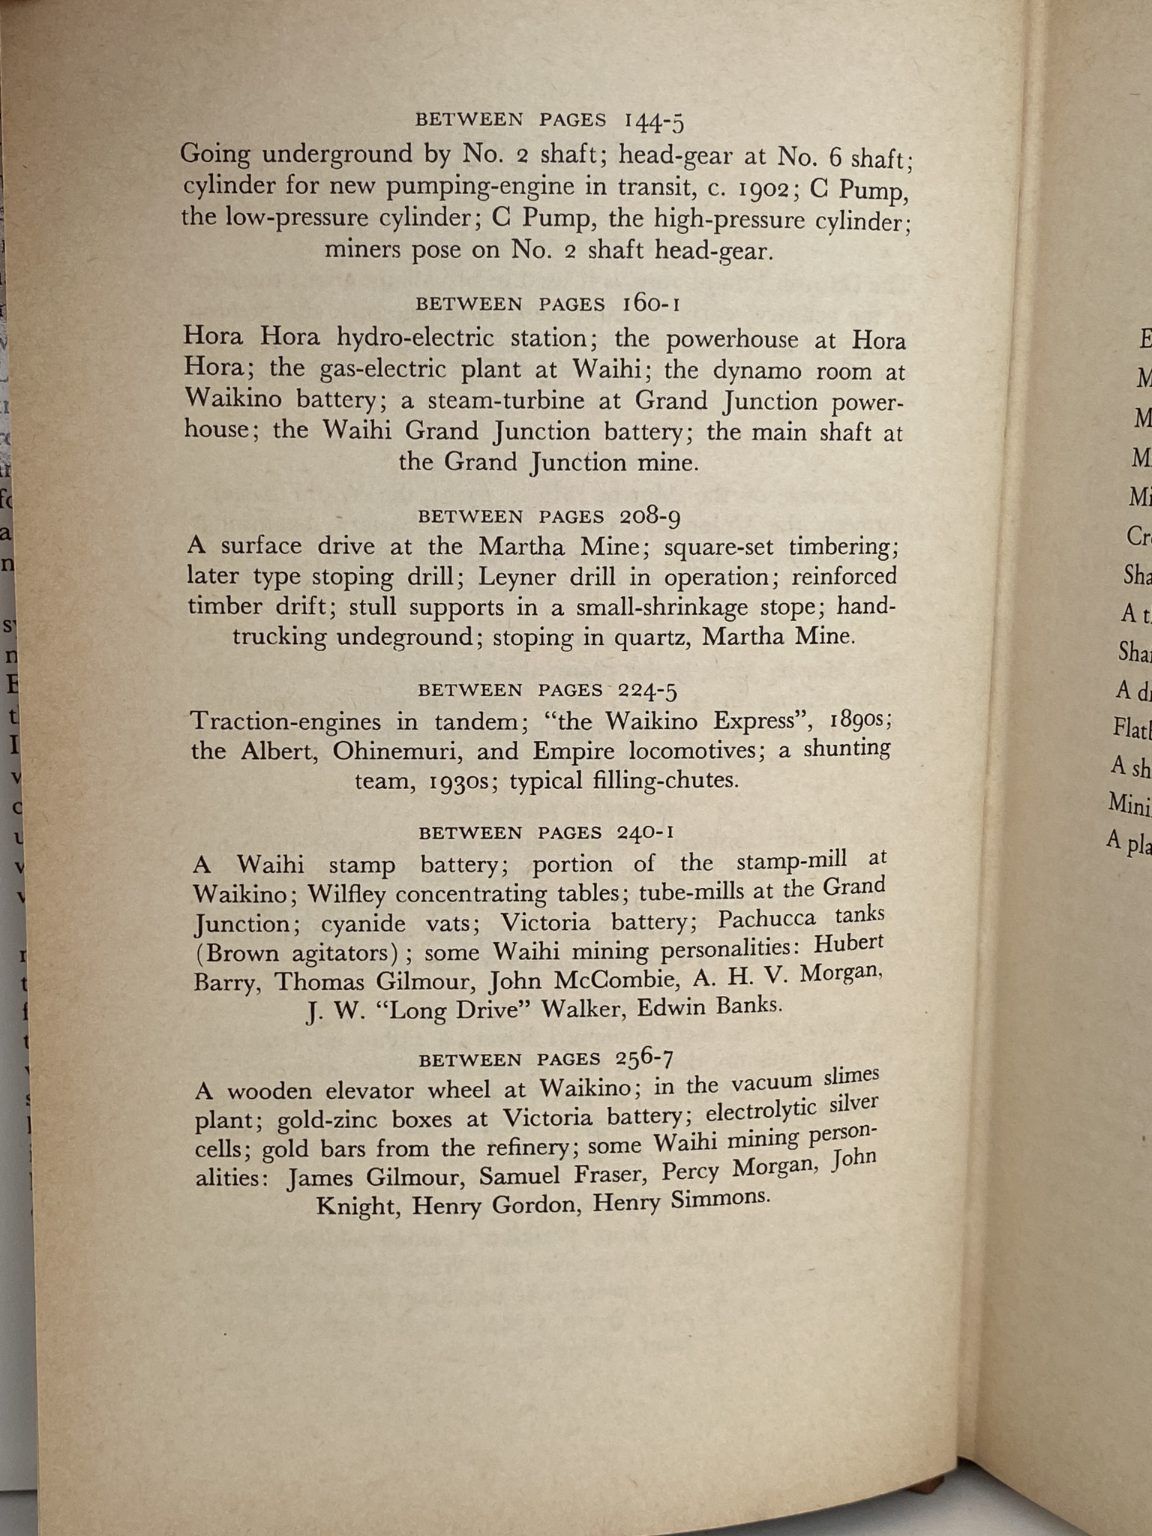 BETWEEN PAGES 144-5
Going underground by No. 2 shaft; head-gear at No. 6 shaft;
cylinder for new pumping-engine in transit, c. 1902; C Pump,
the low-pressure cylinder; C Pump, the high-pressure cylinder;
miners pose on No. 2 shaft head-gear.
BETWEEN PAGES 160-1
Hora Hora hydro-electric station; the powerhouse at Hora
Hora; the gas-electric plant at Waihi; the dynamo room at
Waikino battery; a steam-turbine at Grand Junction power-
house; the Waihi Grand Junction battery; the main shaft at
the Grand Junction mine.
BETWEEN PAGES 208-9
A surface drive at the Martha Mine; square-set timbering;
later type stoping drill; Leyner drill in operation; reinforced
timber drift; stull supports in a small-shrinkage stope; hand-
trucking undeground; stoping in quartz, Martha Mine.
BETWEEN PAGES 224-5
Traction-engines in tandem; “the Waikino Express”, 1890s;
the Albert, Ohinemuri, and Empire locomotives; a shunting
team, 1930s; typical filling-chutes.
BETWEEN PAGES 240-1
A Waihi stamp battery; portion of the stamp-mill at
Waikino; Wilfley concentrating tables; tube-mills at the Grand
Junction; cyanide vats; Victoria battery; Pachucca tanks
(Brown agitators); some Waihi mining personalities: Hubert
Barry, Thomas Gilmour, John McCombie, A. H. V. Morgan,
J. W. “Long Drive” Walker, Edwin Banks.
BETWEEN PAGES 256-7
A wooden elevator wheel at Waikino; in the vacuum slimes
plant; gold-zinc boxes at Victoria battery; electrolytic silver
cells; gold bars from the refinery; some Waihi mining person-
alities: James Gilmour, Samuel Fraser, Percy Morgan, John
Knight, Henry Gordon, Henry Simmons.
A
A
A